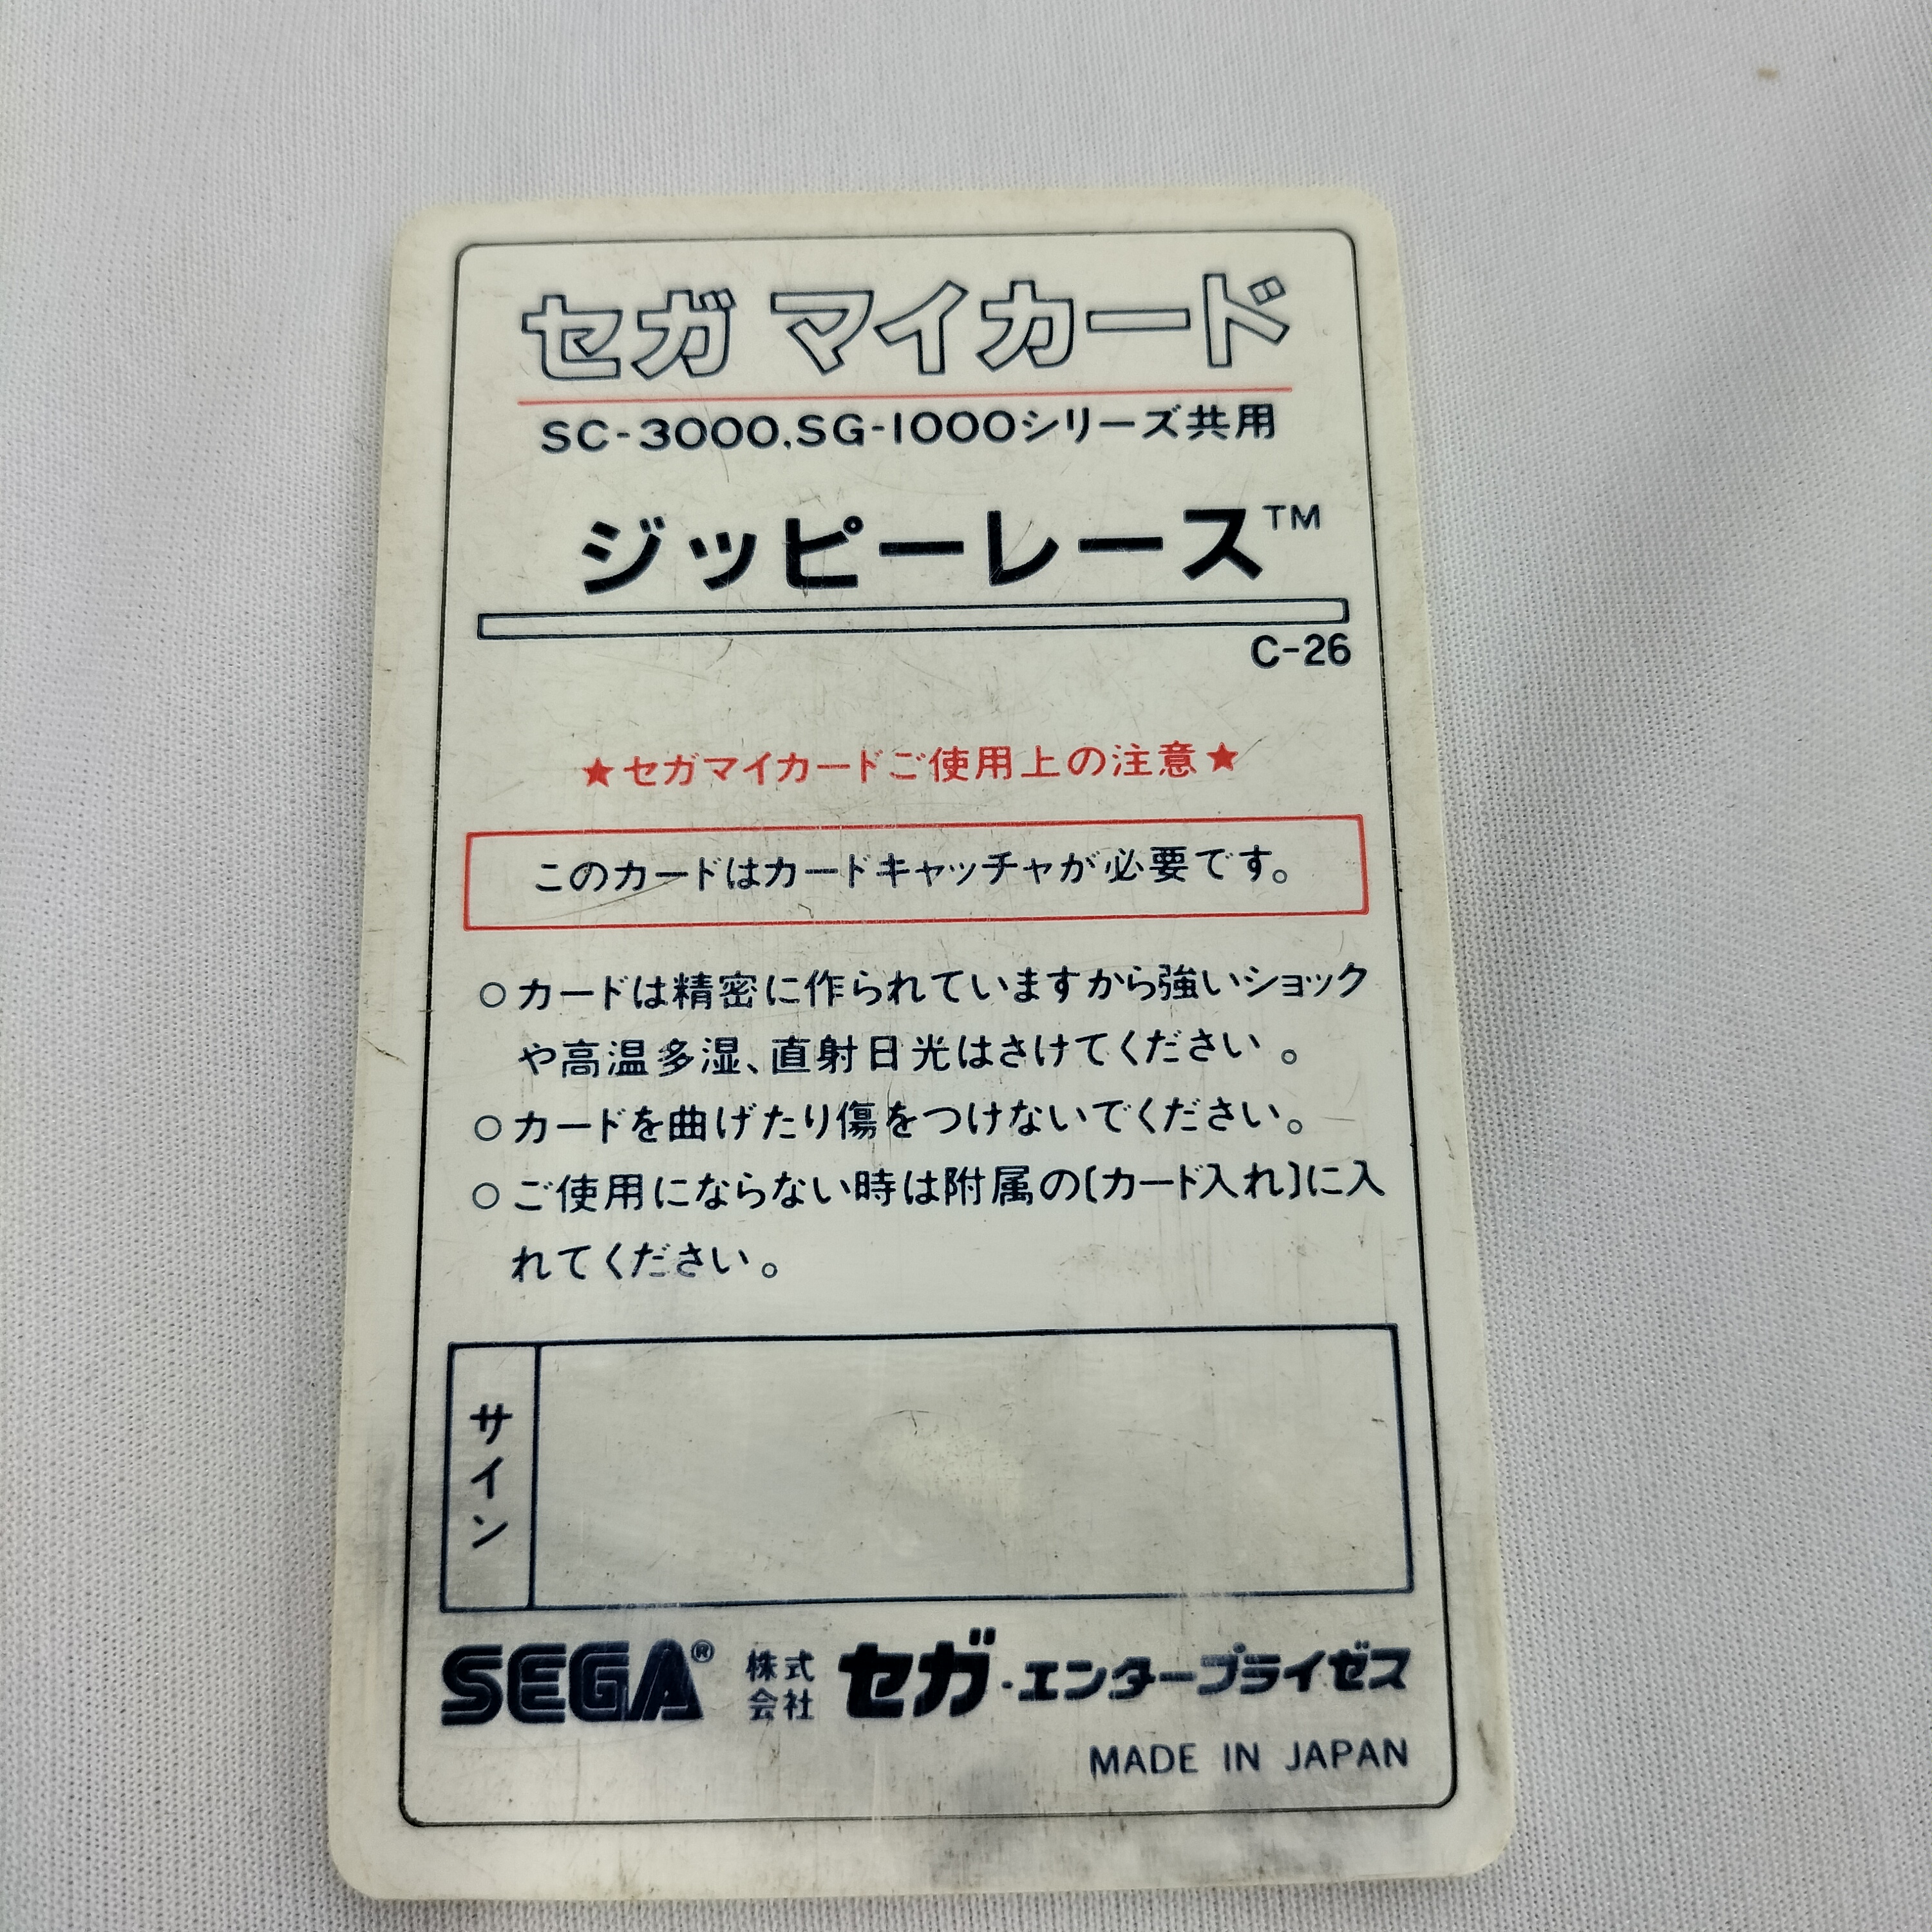 セガ マイカード
SC-3000,SG-1000シリーズ共用
ジッピーレース™
C-26
★セガマイカードご使用上の注意★
このカードはカードキャッチャが必要です。
○カードは精密に作られていますから強いショック
や高温多湿、直射日光はさけてください。
○カードを曲げたり傷をつけないでください。
○ご使用にならない時は附属の〔カード入れ〕に入
れてください。
サイン
SEGA® 株式会社 セガ・エンタープライゼス
MADE IN JAPAN